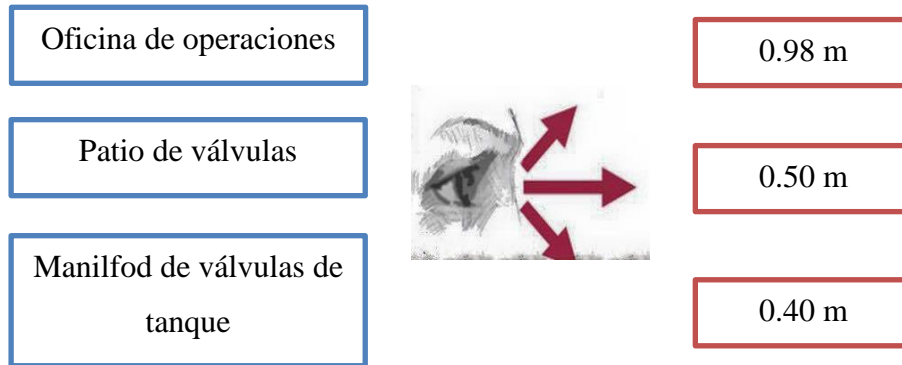 Oficina de operaciones
0.98 m
Patio de válvulas
0.50 m
Manilfod de válvulas de
tanque
0.40 m